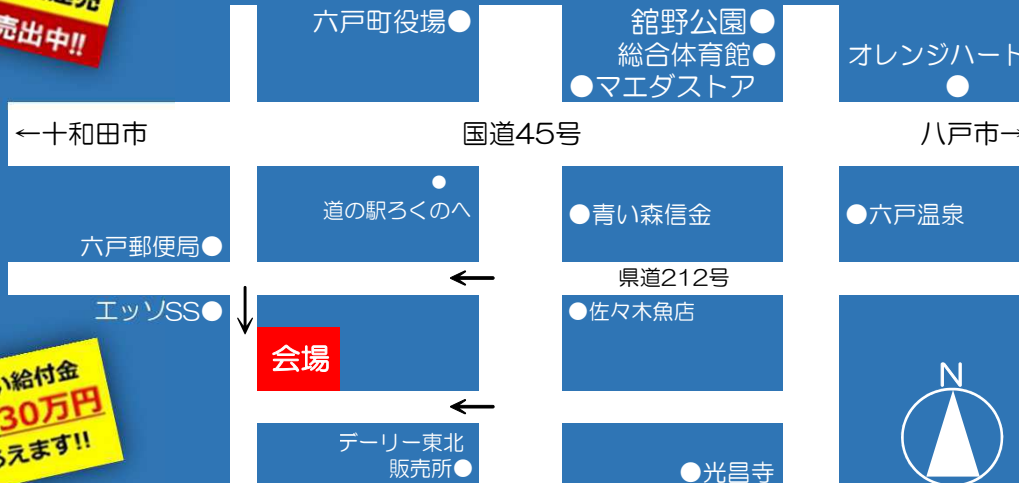 売出中!!
六戸町役場●
舘野公園●
総合体育館●
●マエダストア
オレンジハート
●
←十和田市
国道45号
八戸市→
●
道の駅ろくのへ
●青い森信金
●六戸温泉
六戸郵便局●
←
県道212号
エッソSS●
↓
●佐々木魚店
会場
←
い給付金
30万円
らえます!!
N
デーリー東北
販売所●
●光昌寺